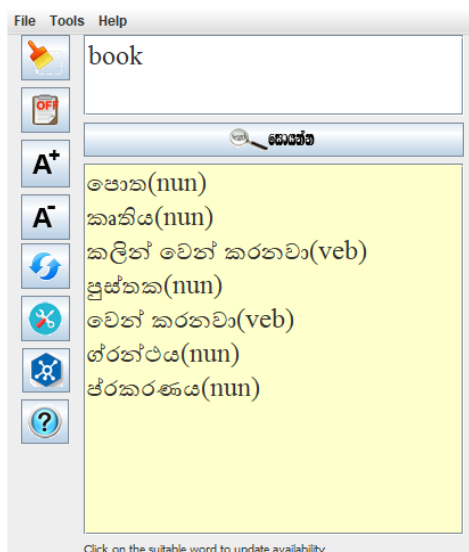 File Tools Help
book
OFF
සොයන්න
A+
පොත(nun)
A-
කෘතිය(nun)
කලින් වෙන් කරනවා(veb)
පුස්තක(nun)
වෙන් කරනවා(veb)
ග්රන්ථය(nun)
ප්රකරණය(nun)
?
Click on the suitable word to update availability